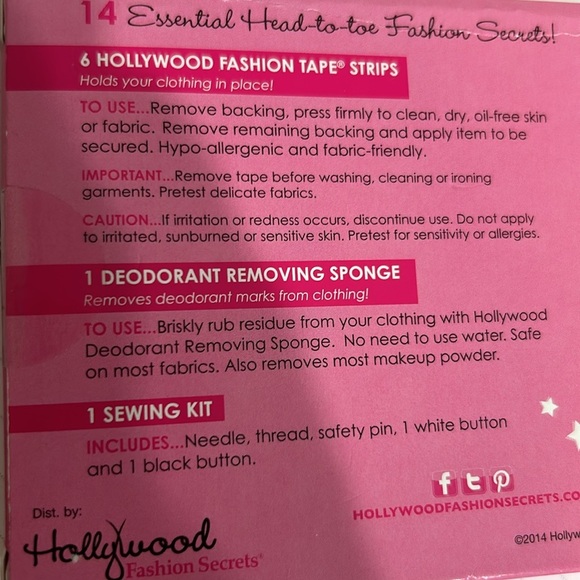 14 Essential Head-to-toe Fashion Secrets!
6 HOLLYWOOD FASHION TAPE® STRIPS
Holds your clothing in place!
TO USE...Remove backing, press firmly to clean, dry, oil-free skin
or fabric. Remove remaining backing and apply item to be
secured. Hypo-allergenic and fabric-friendly.
IMPORTANT...Remove tape before washing, cleaning or ironing
garments. Pretest delicate fabrics.
CAUTION...If irritation or redness occurs, discontinue use. Do not apply
to irritated, sunburned or sensitive skin. Pretest for sensitivity or allergies.
1 DEODORANT REMOVING SPONGE
Removes deodorant marks from clothing!
TO USE...Briskly rub residue from your clothing with Hollywood
Deodorant Removing Sponge. No need to use water. Safe
on most fabrics. Also removes most makeup powder.
1 SEWING KIT
INCLUDES...Needle, thread, safety pin, 1 white button
and 1 black button.
HOLLYWOODFASHIONSECRETS.CO
Dist. by:
Hollywood
Fashion Secrets®
©2014 Hollyw